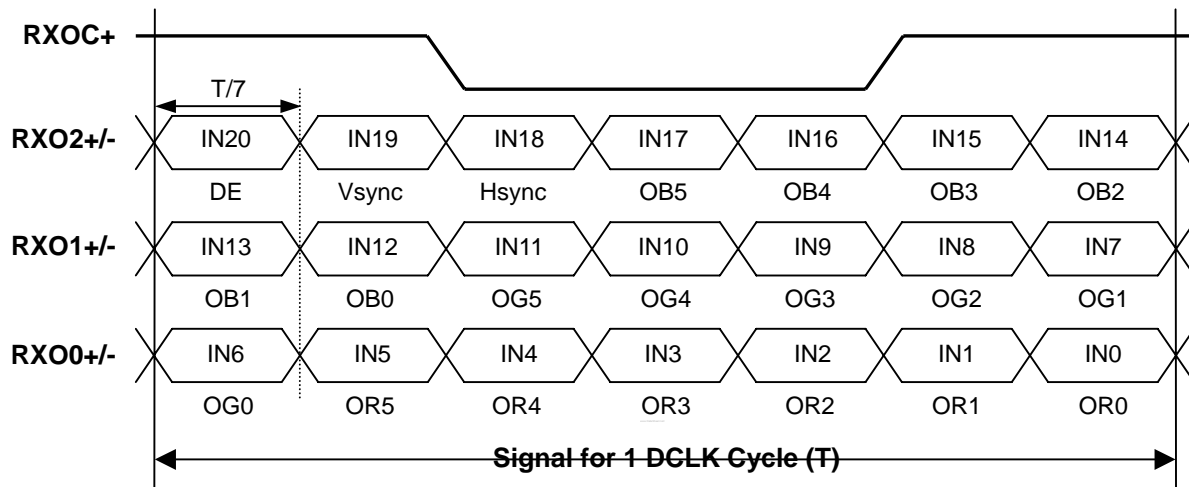 RXOC+
T/7
RXO2+/- IN20 IN19 IN18 IN17 IN16 IN15 IN14
DE Vsync Hsync OB5 OB4 OB3 OB2
RXO1+/- IN13 IN12 IN11 IN10 IN9 IN8 IN7
OB1 OB0 OG5 OG4 OG3 OG2 OG1
RXO0+/- IN6 IN5 IN4 IN3 IN2 IN1 IN0
OG0 OR5 OR4 OR3 OR2 OR1 OR0
Signal for 1 DCLK Cycle (T)